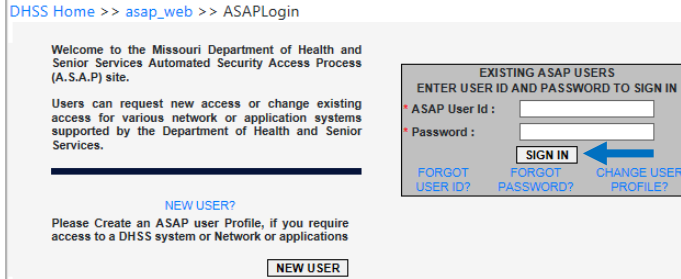 DHSS Home >> asap_web >> ASAPLogin
Welcome to the Missouri Department of Health and
Senior Services Automated Security Access Process
(A.S.A.P) site.
Users can request new access or change existing
access for various network or application systems
supported by the Department of Health and Senior
Services.
NEW USER?
Please Create an ASAP user Profile, if you require
access to a DHSS system or Network or applications
NEW USER
EXISTING ASAP USERS
ENTER USER ID AND PASSWORD TO SIGN IN
* ASAP User Id :
* Password :
SIGN IN
FORGOT USER ID?
FORGOT PASSWORD?
CHANGE USER PROFILE?